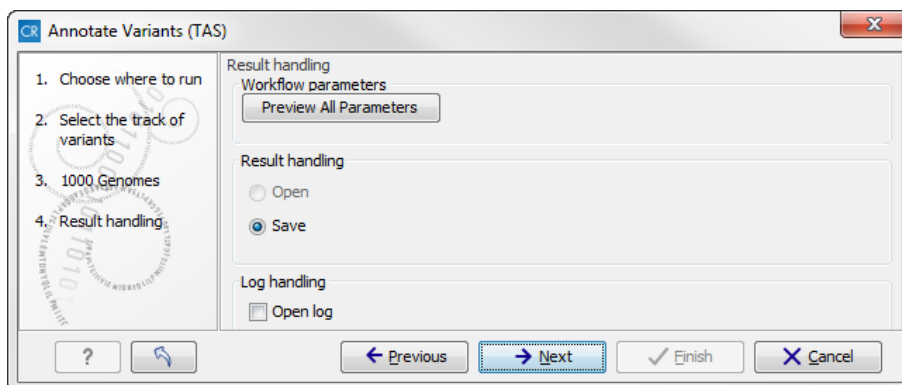 CR Annotate Variants (TAS)
X
1. Choose where to run
2. Select the track of
variants
3. 1000 Genomes
4. Result handling
Result handling
Workflow parameters
Preview All Parameters
Result handling
Open
Save
Log handling
Open log
? Previous Next Finish Cancel